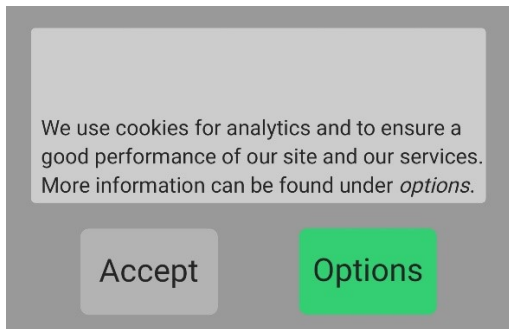 We use cookies for analytics and to ensure a
good performance of our site and our services.
More information can be found under options.
Accept
Options